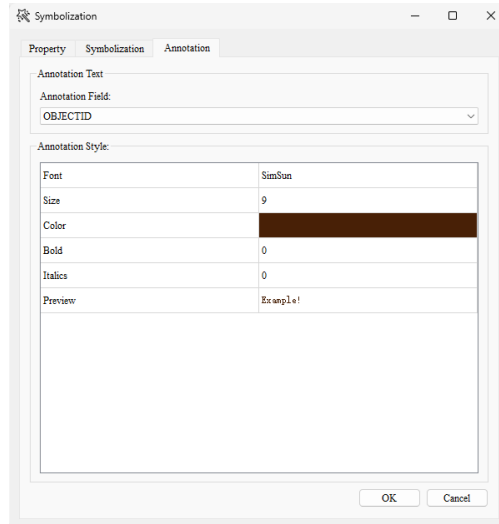 Symbolization
Property Symbolization Annotation
Annotation Text
Annotation Field:
OBJECTID
Annotation Style:
Font SimSun
Size 9
Color
Bold 0
Italics 0
Preview Example!
OK Cancel